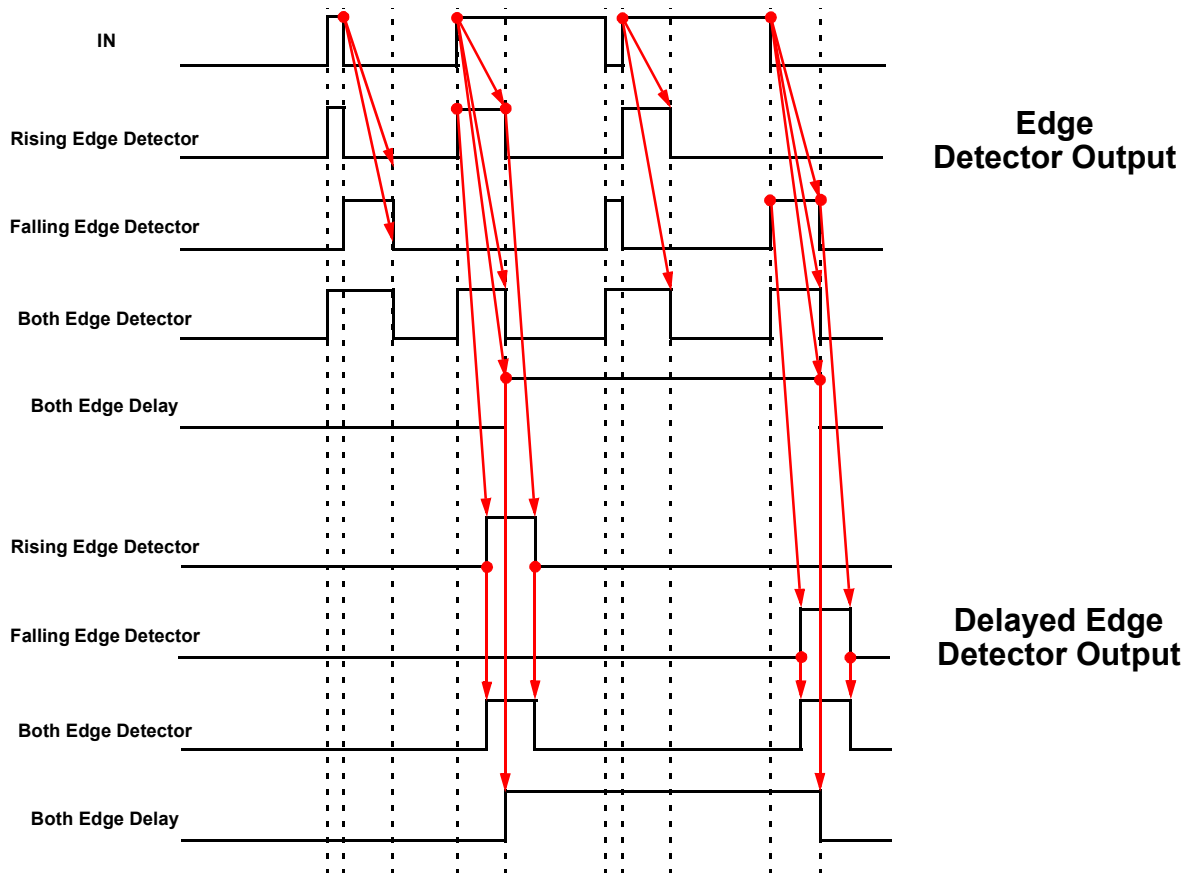 IN
Rising Edge Detector
Edge
Detector Output
Falling Edge Detector
Both Edge Detector
Both Edge Delay
Rising Edge Detector
Falling Edge Detector
Delayed Edge
Detector Output
Both Edge Detector
Both Edge Delay